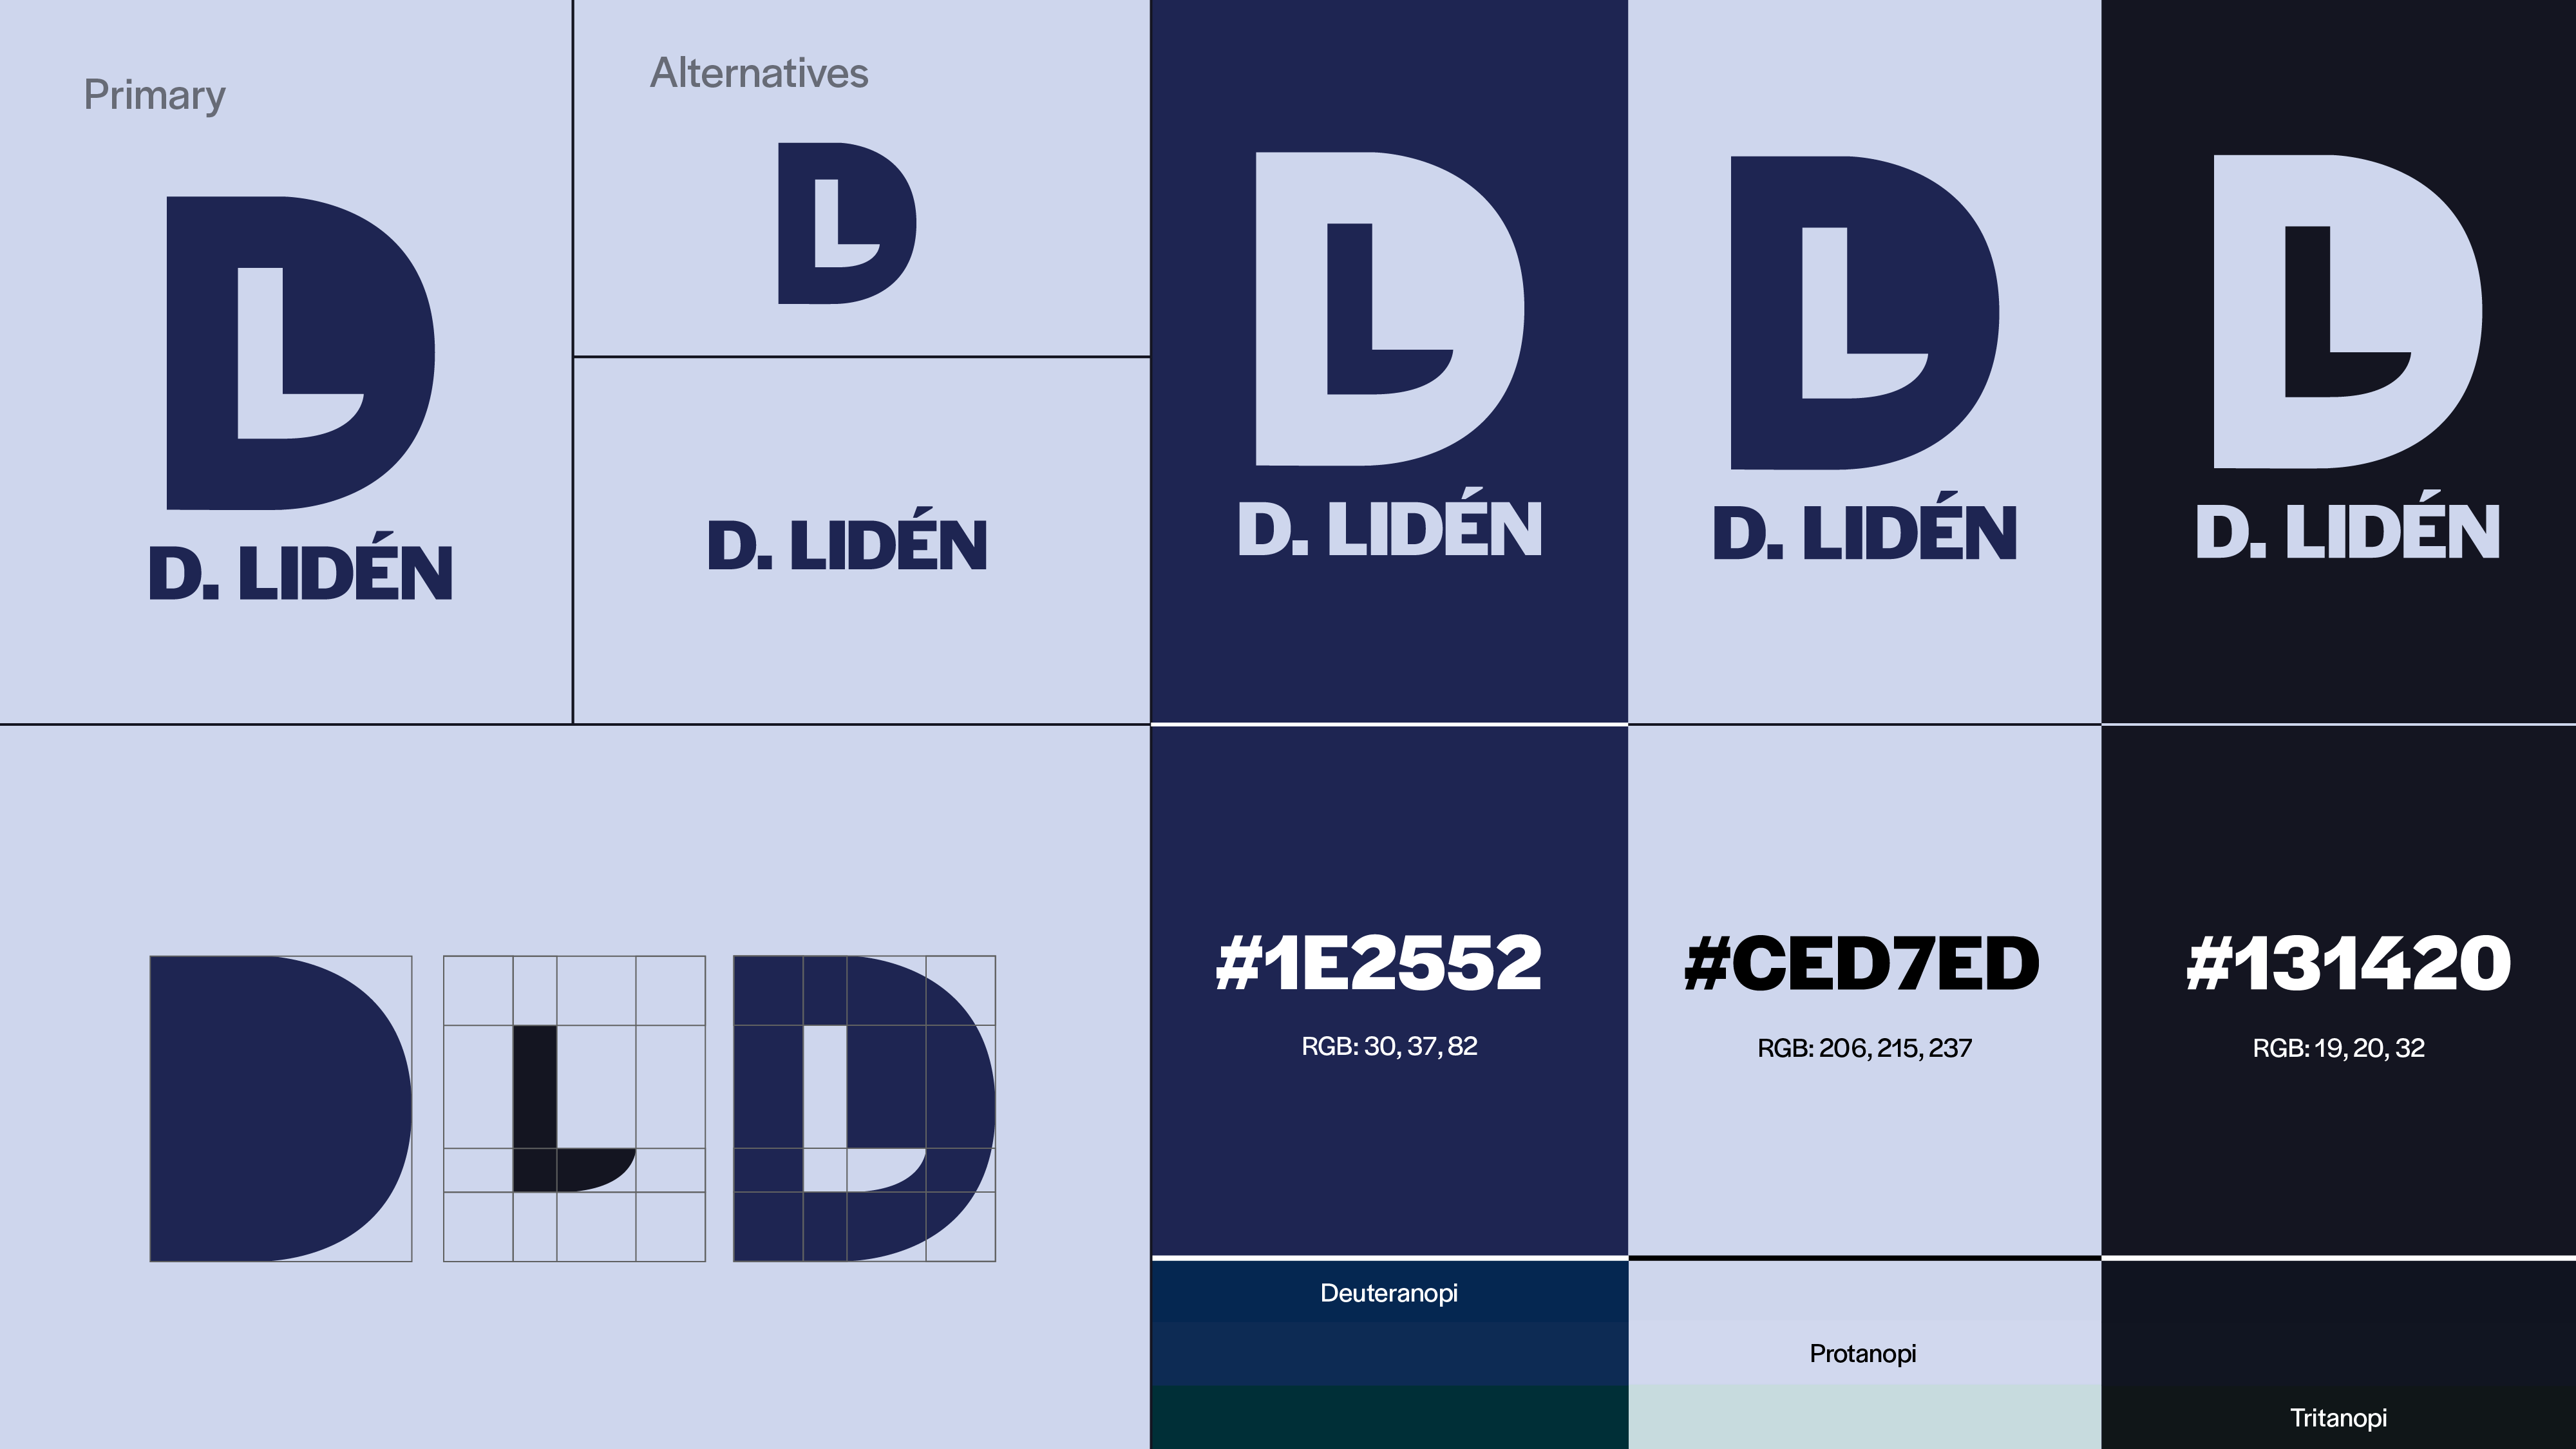 Primary
Alternatives
D. LIDÉN
D. LIDÉN
D. LIDÉN
D. LIDÉN
D. LIDÉN
#1E2552
RGB: 30, 37, 82
#CED7ED
RGB: 206, 215, 237
#131420
RGB: 19, 20, 32
Deuteranopi
Protanopi
Tritanopi